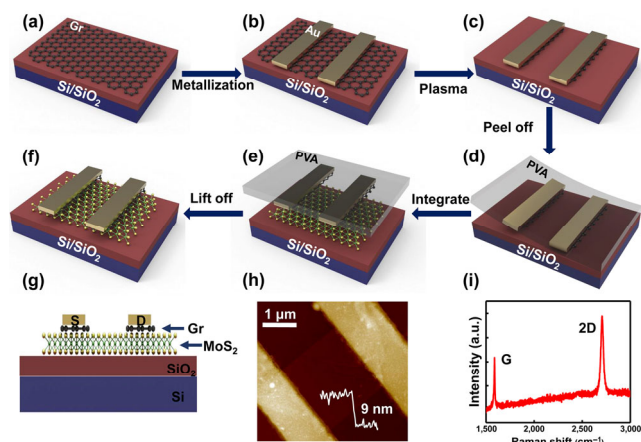 (a)
Gr
Si/SiO₂
Metallization
(b)
Au
Si/SiO₂
Plasma
(c)
Si/SiO₂
Peel off
(f)
Si/SiO₂
Lift off
(e)
PVA
Si/SiO₂
Integrate
(d)
PVA
Si/SiO₂
(g)
S
D
Gr
MoS₂
SiO₂
Si
(h)
1 μm
9 nm
(i)
Intensity (a.u.)
G
2D
1,500
2,000
2,500
3,000
Raman shift (cm⁻¹)